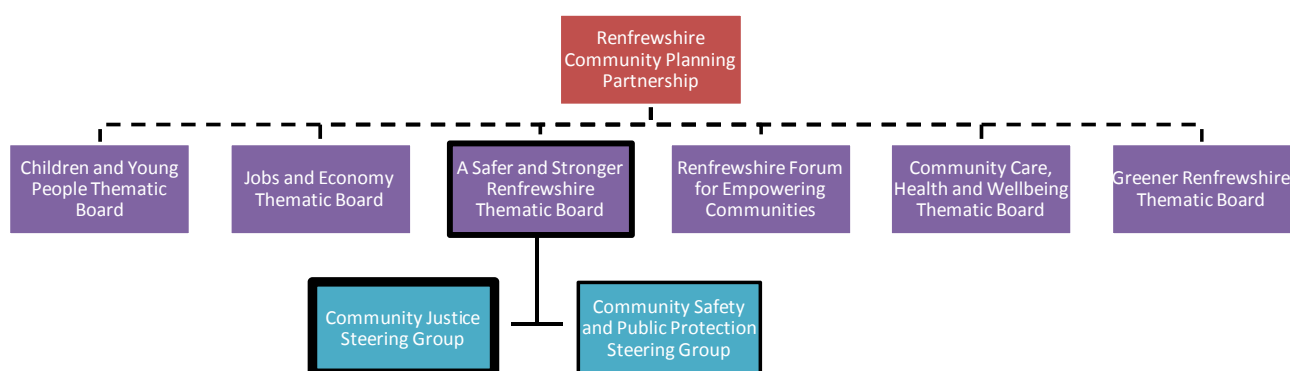 Renfrewshire
Community Planning
Partnership
Children and Young
People Thematic
Board
Jobs and Economy
Thematic Board
A Safer and Stronger
Renfrewshire
Thematic Board
Renfrewshire Forum
for Empowering
Communities
Community Care,
Health and Wellbeing
Thematic Board
Greener Renfrewshire
Thematic Board
Community Justice
Steering Group
Community Safety
and Public Protection
Steering Group